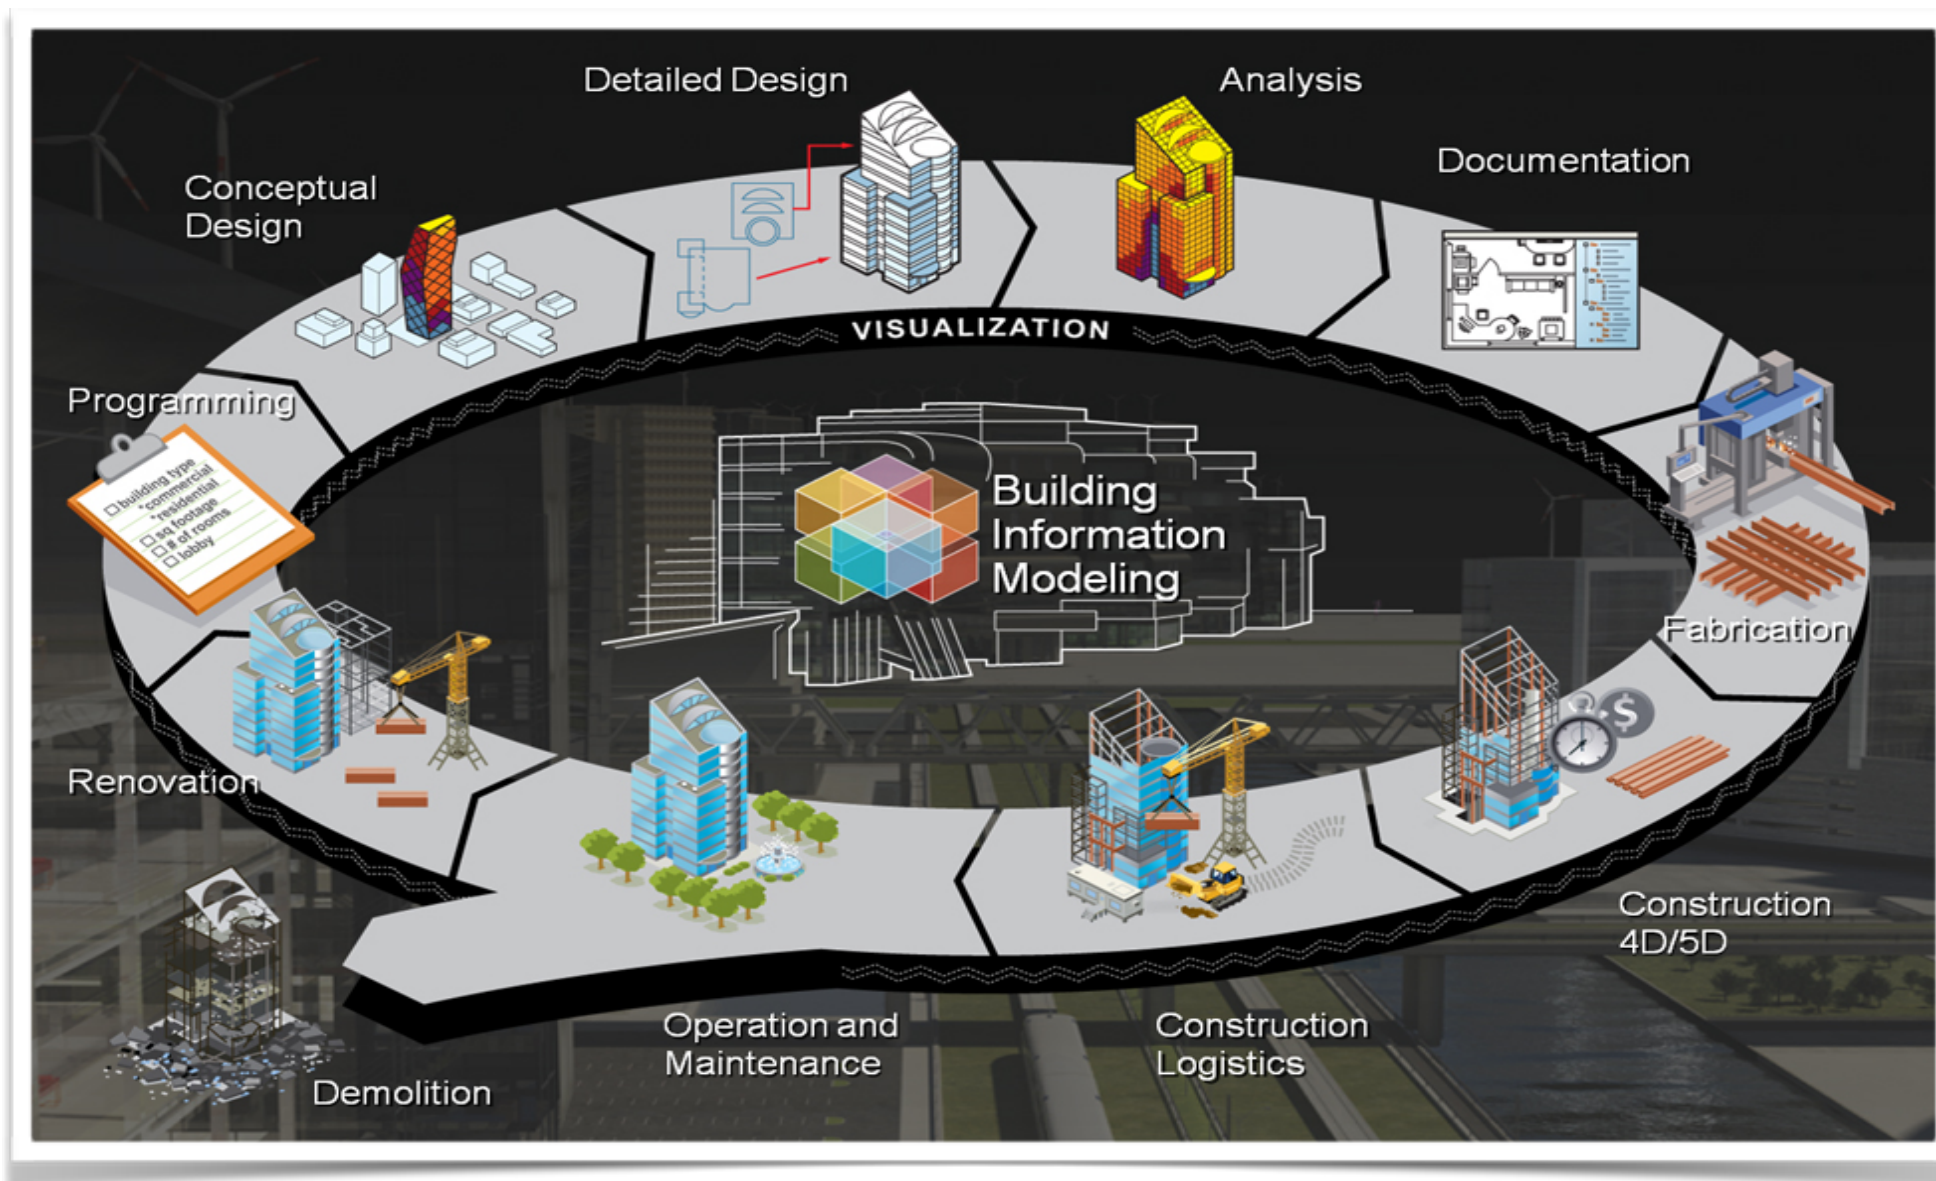 Detailed Design
Analysis
Documentation
Conceptual
Design
VISUALIZATION
Programming
building type
*commercial
*residential
sq footage
# of rooms
lobby
Building
Information
Modeling
Fabrication
$
Renovation
Construction
4D/5D
Operation and
Maintenance
Construction
Logistics
Demolition